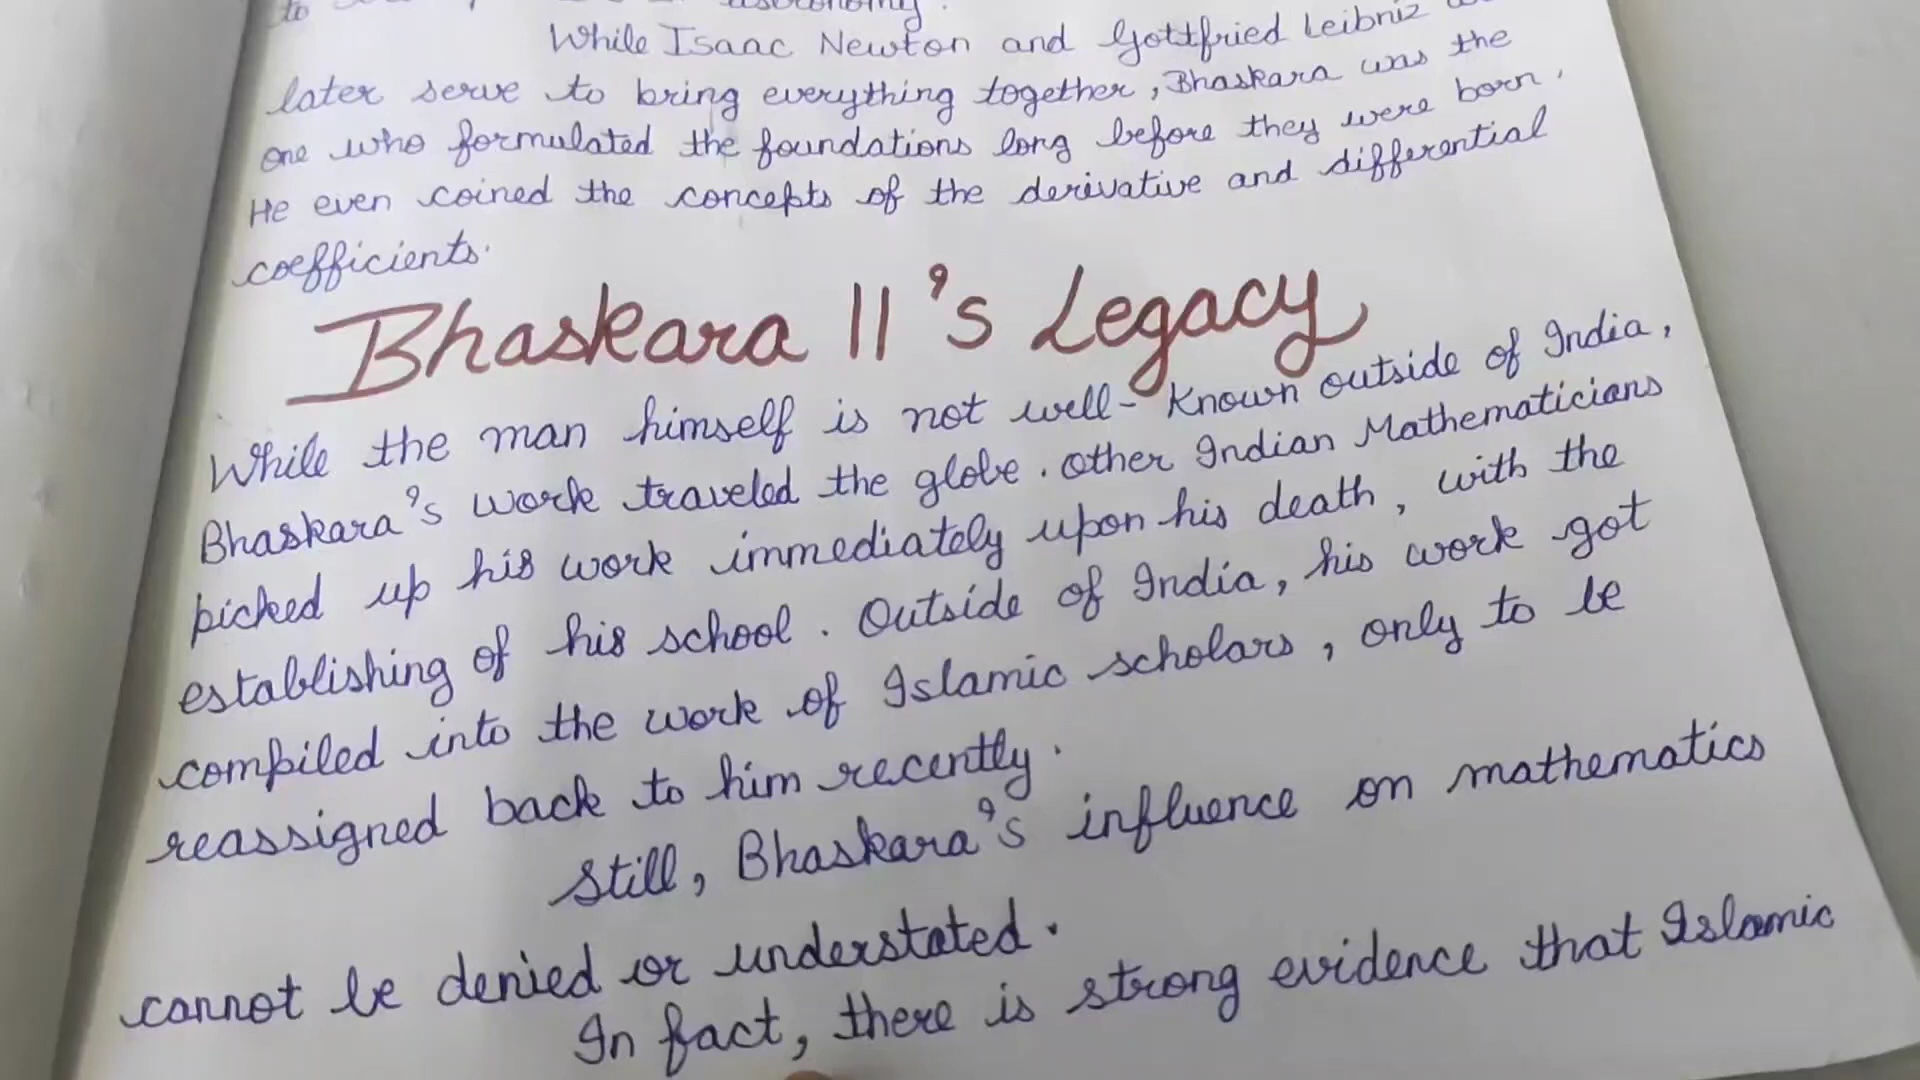 to astronomy.
While Isaac Newton and Gottfried Leibniz
later serve to bring everything together, Bhaskara was the
one who formulated the foundations long before they were born.
He even coined the concepts of the derivative and differential
coefficients.
Bhaskara II's Legacy
While the man himself is not well-Known outside of India,
Bhaskara's work traveled the globe. Other Indian Mathematicians
picked up his work immediately upon his death, with the
establishing of his school. Outside of India, his work got
compiled into the work of Islamic scholars, only to be
reassigned back to him recently.
Still, Bhaskara's influence on mathematics
cannot be denied or understated.
In fact, there is strong evidence that Islamic